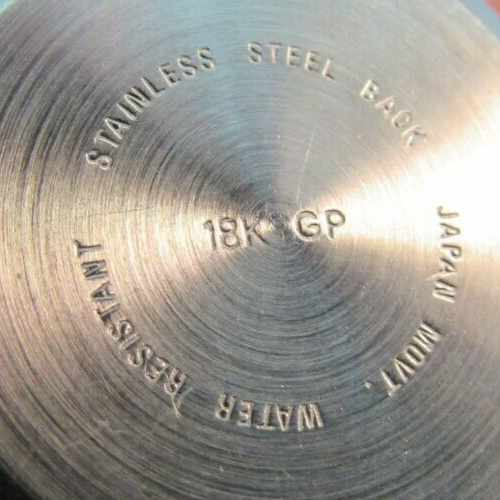 STAINLESS STEEL BACK
JAPAN MOVT.
WATER RESISTANT
18K GP